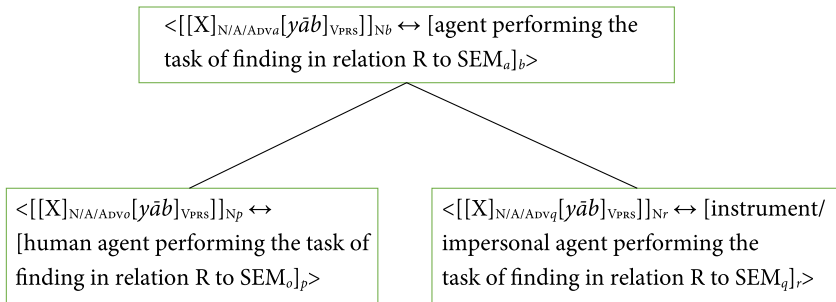 <[[X]N/A/ADVa[yāb]VPRS]]Nb ↔ [agent performing the
task of finding in relation R to SEMa]b>
<[[X]N/A/ADVo[yāb]VPRS]]Np ↔
[human agent performing the task of
finding in relation R to SEMo]p>
<[[X]N/A/ADVq[yāb]VPRS]]Nr ↔ [instrument/
impersonal agent performing the
task of finding in relation R to SEMq]r>